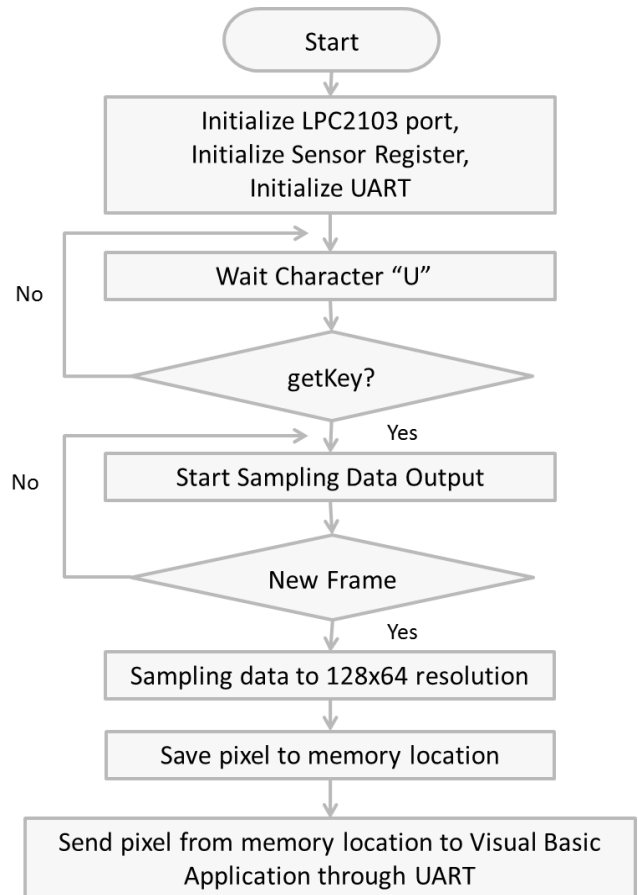 Start
Initialize LPC2103 port,
Initialize Sensor Register,
Initialize UART
Wait Character “U”
No
getKey?
Yes
No
Start Sampling Data Output
New Frame
Yes
Sampling data to 128x64 resolution
Save pixel to memory location
Send pixel from memory location to Visual Basic
Application through UART